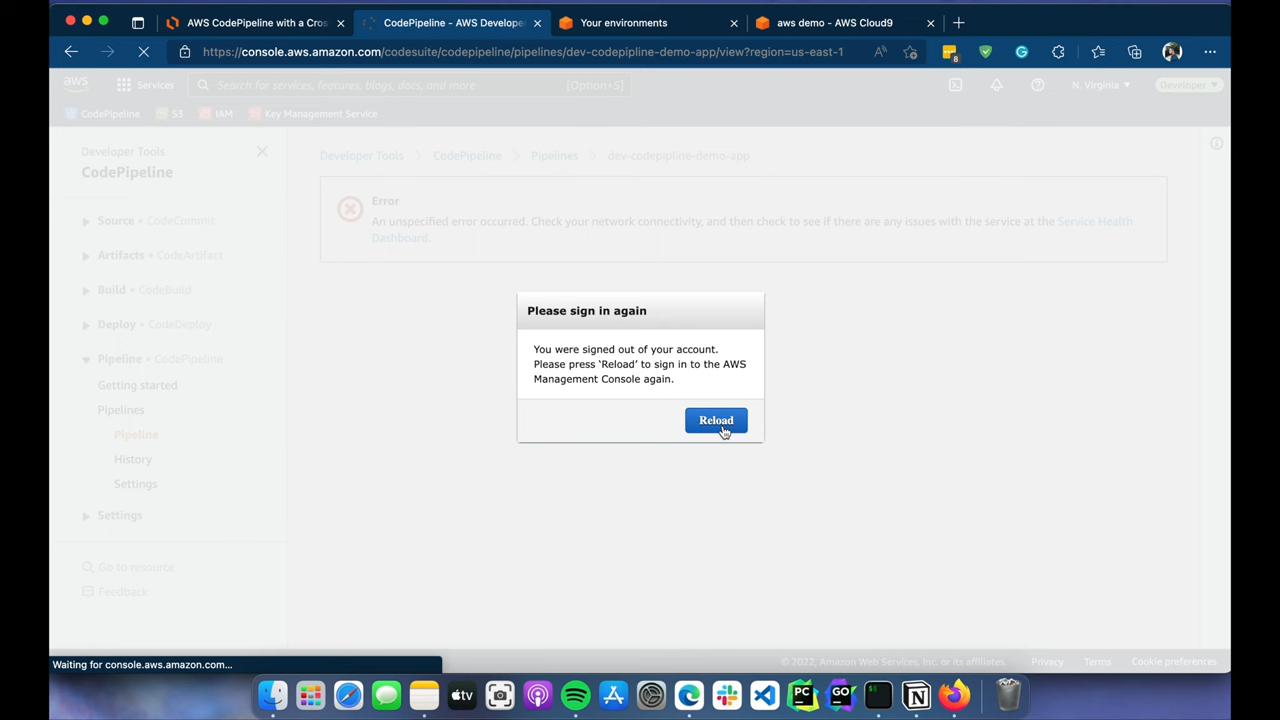 AWS CodePipeline with a Cros
CodePipeline - AWS Develope
Your environments
aws demo - AWS Cloud9
https://console.aws.amazon.com/codesuite/codepipeline/pipelines/dev-codepipline-demo-app/view?region=us-east-1
8
aws
Services
Search for services, features, blogs, docs, and more
[Option+S]
N. Virginia
Developer
CodePipeline
S3
IAM
Key Management Service
Developer Tools
CodePipeline
Source • CodeCommit
Artifacts • CodeArtifact
Build • CodeBuild
Deploy • CodeDeploy
Pipeline • CodePipeline
Getting started
Pipelines
Pipeline
History
Settings
Settings
Go to resource
Feedback
Developer Tools
CodePipeline
Pipelines
dev-codepipline-demo-app
Error
An unspecified error occurred. Check your network connectivity, and then check to see if there are any issues with the service at the Service Health
Dashboard.
Please sign in again
You were signed out of your account.
Please press 'Reload' to sign in to the AWS
Management Console again.
Reload
Waiting for console.aws.amazon.com...
© 2022, Amazon Web Services, Inc. or its affiliates.
Privacy
Terms
Cookie preferences
tv
PC
GO